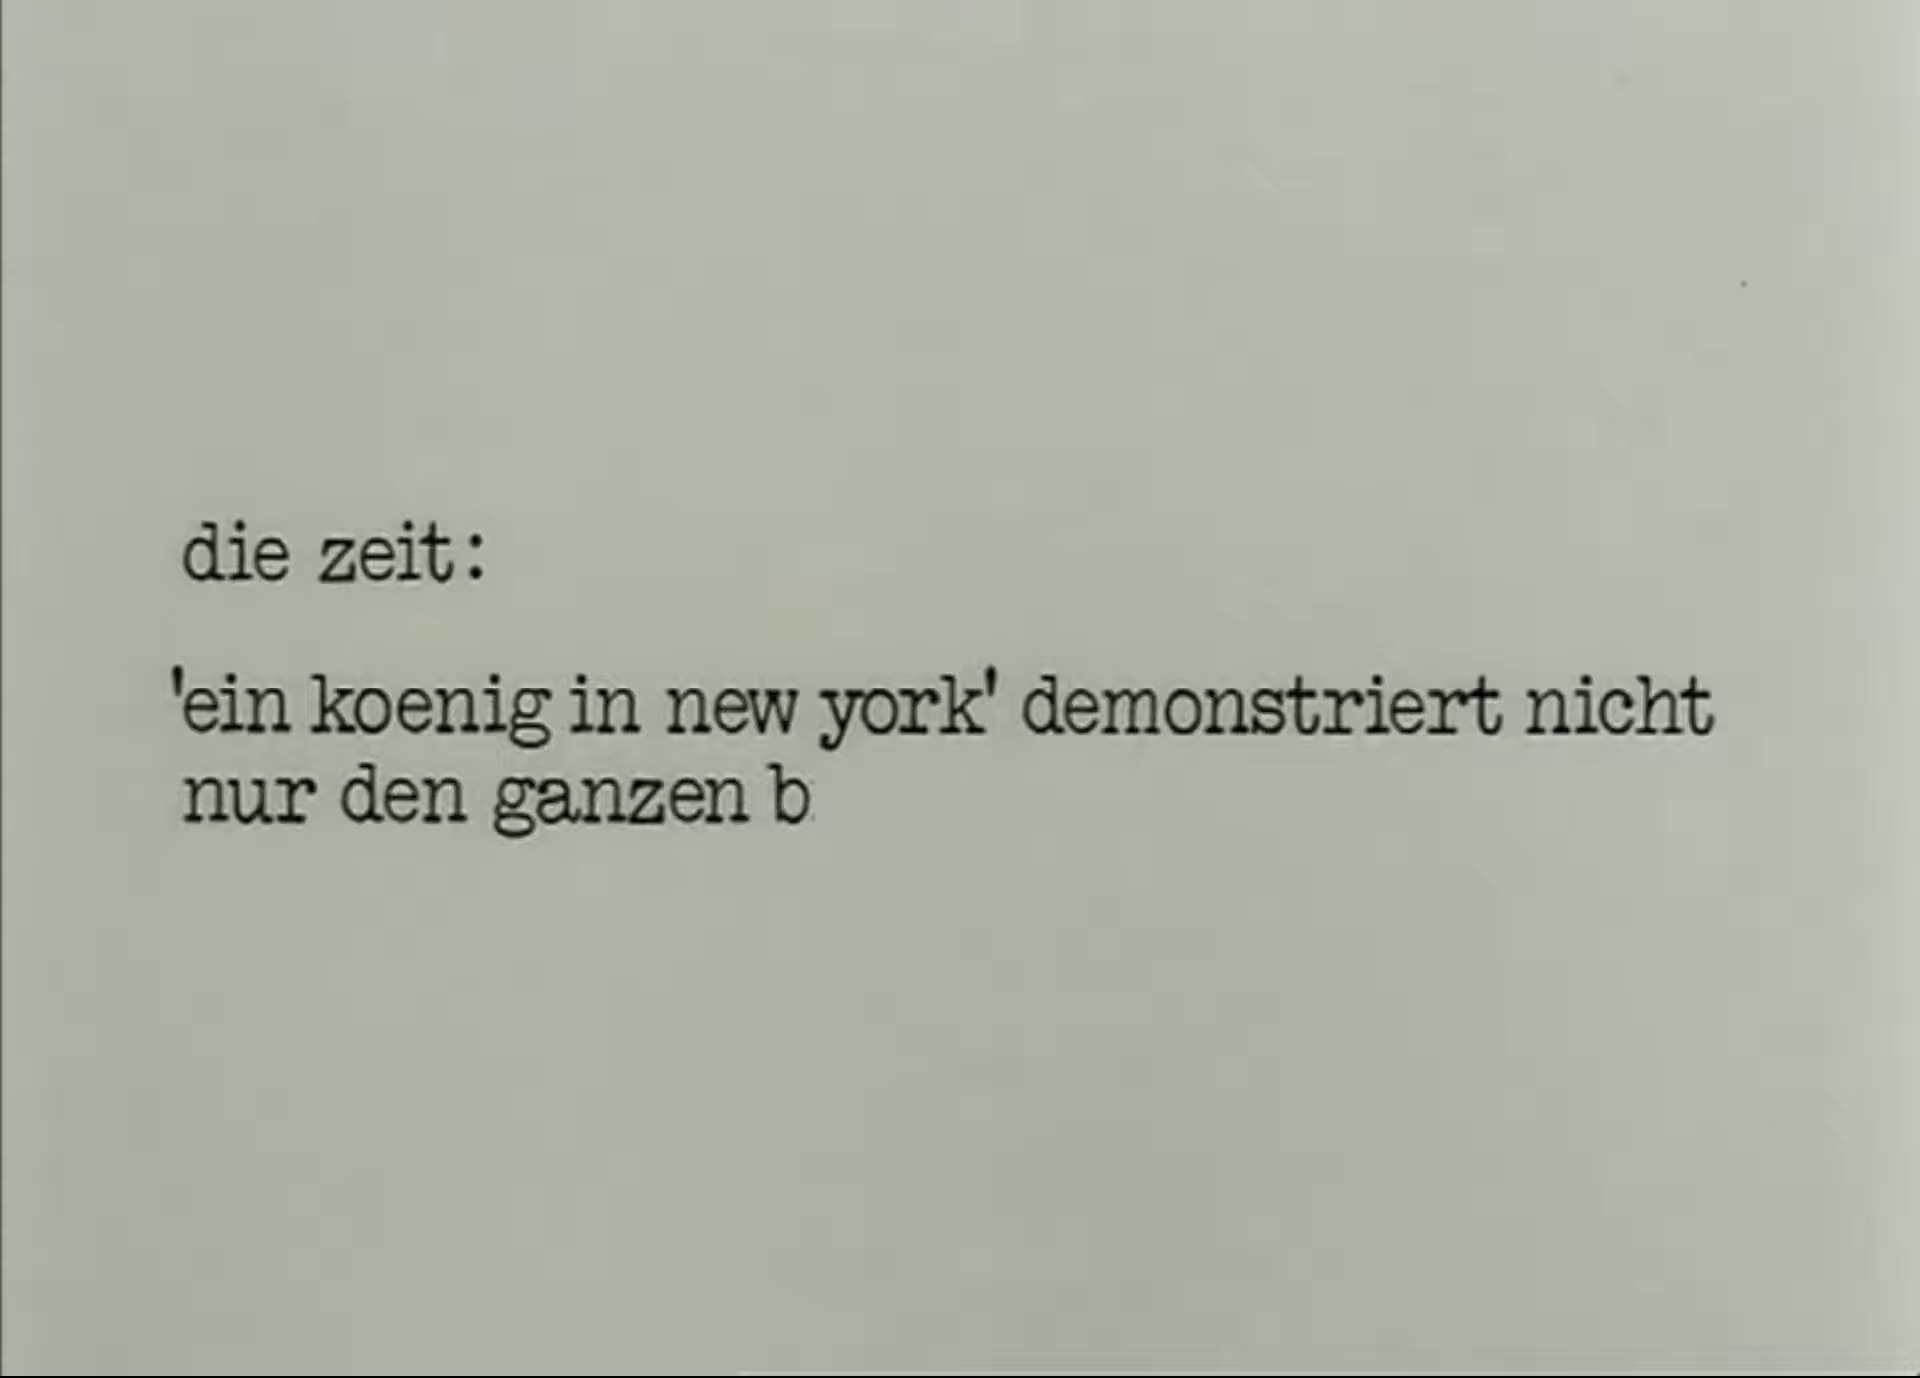 die zeit:
'ein koenig in new york' demonstriert nicht
nur den ganzen b